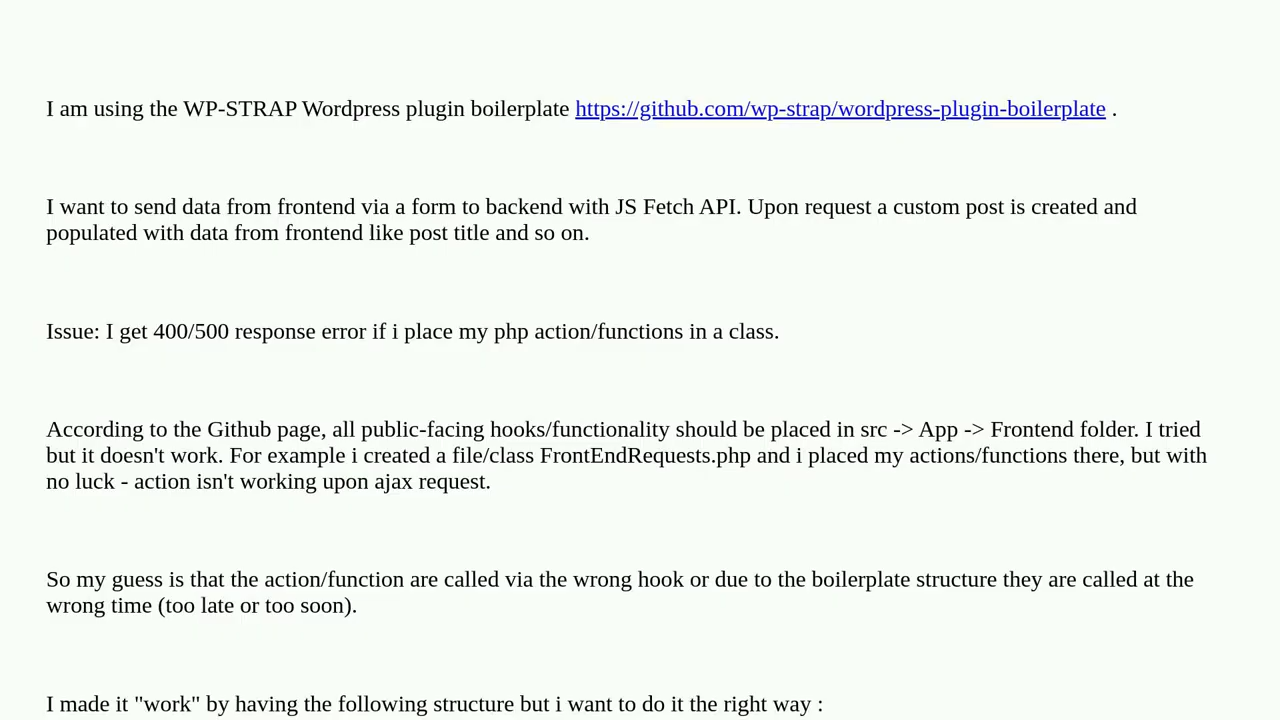 I am using the WP-STRAP Wordpress plugin boilerplate https://github.com/wp-strap/wordpress-plugin-boilerplate .
I want to send data from frontend via a form to backend with JS Fetch API. Upon request a custom post is created and
populated with data from frontend like post title and so on.
Issue: I get 400/500 response error if i place my php action/functions in a class.
According to the Github page, all public-facing hooks/functionality should be placed in src -> App -> Frontend folder. I tried
but it doesn't work. For example i created a file/class FrontEndRequests.php and i placed my actions/functions there, but with
no luck - action isn't working upon ajax request.
So my guess is that the action/function are called via the wrong hook or due to the boilerplate structure they are called at the
wrong time (too late or too soon).
I made it "work" by having the following structure but i want to do it the right way :